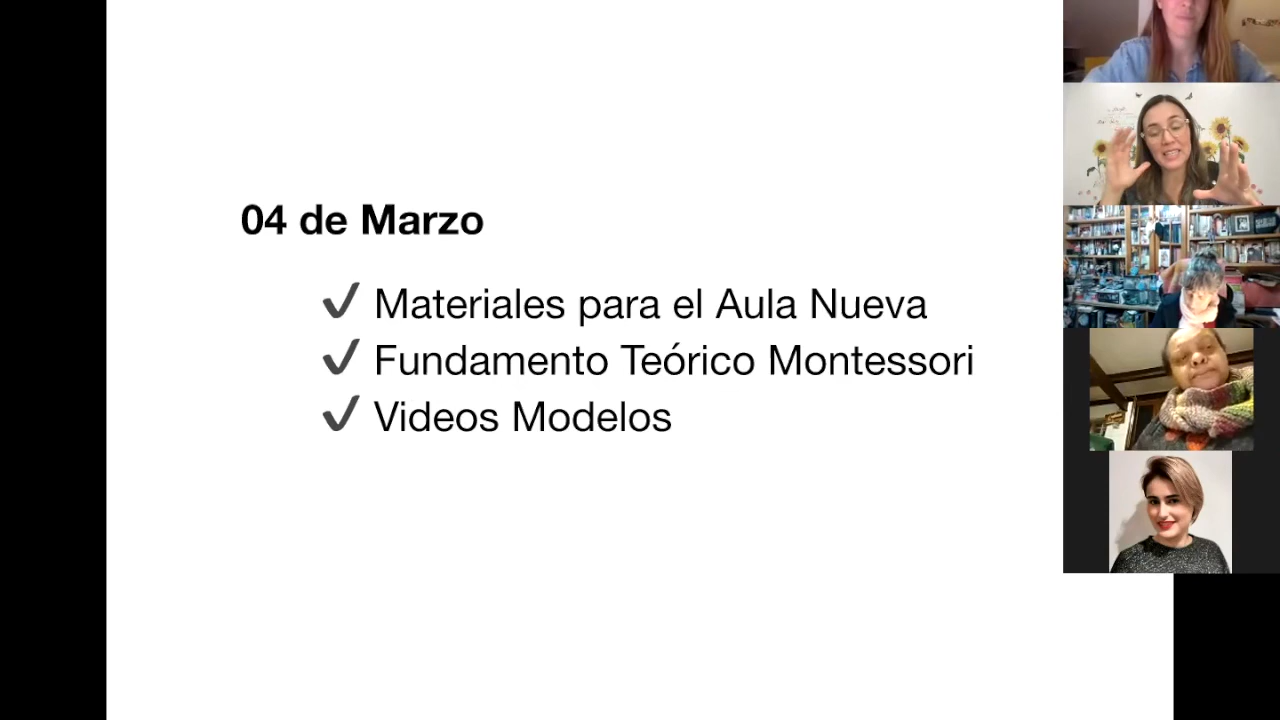 04 de Marzo
✔ Materiales para el Aula Nueva
✔ Fundamento Teórico Montessori
✔ Videos Modelos